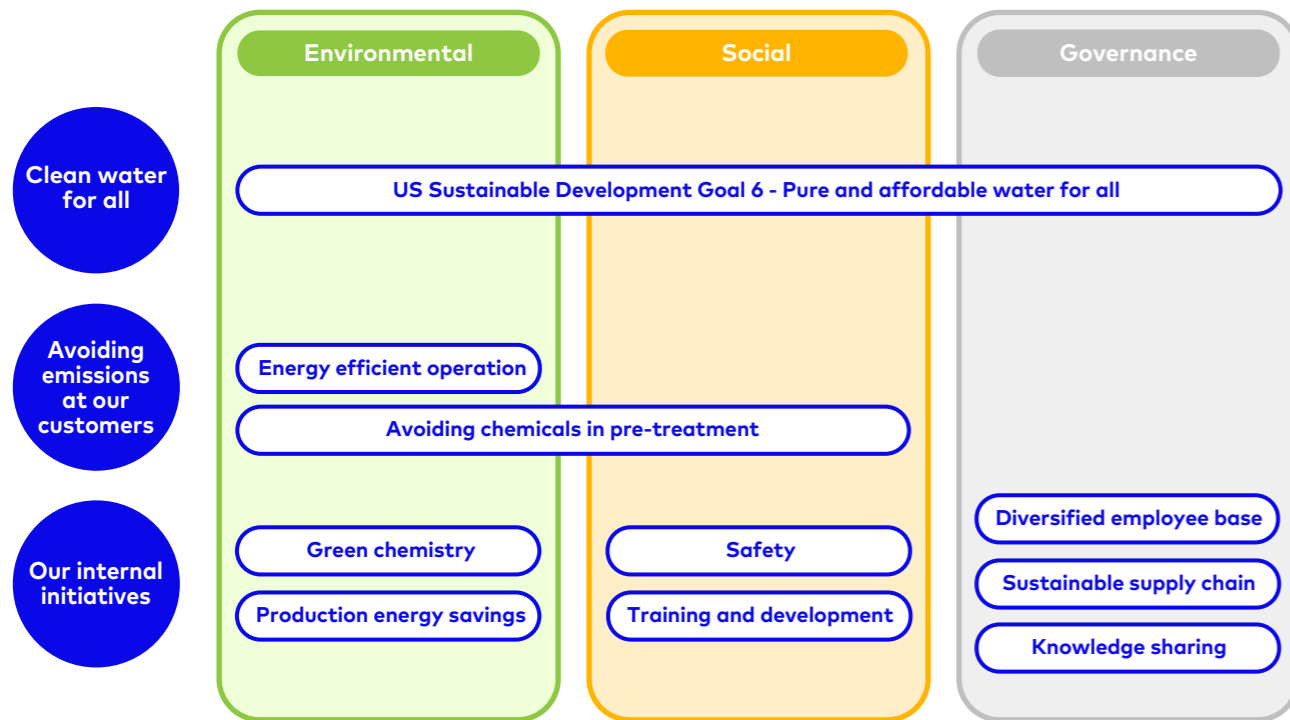 Environmental
Social
Governance
Clean water
for all
US Sustainable Development Goal 6 - Pure and affordable water for all
Avoiding
emissions
at our
customers
Energy efficient operation
Avoiding chemicals in pre-treatment
Our internal
initiatives
Green chemistry
Production energy savings
Safety
Training and development
Diversified employee base
Sustainable supply chain
Knowledge sharing